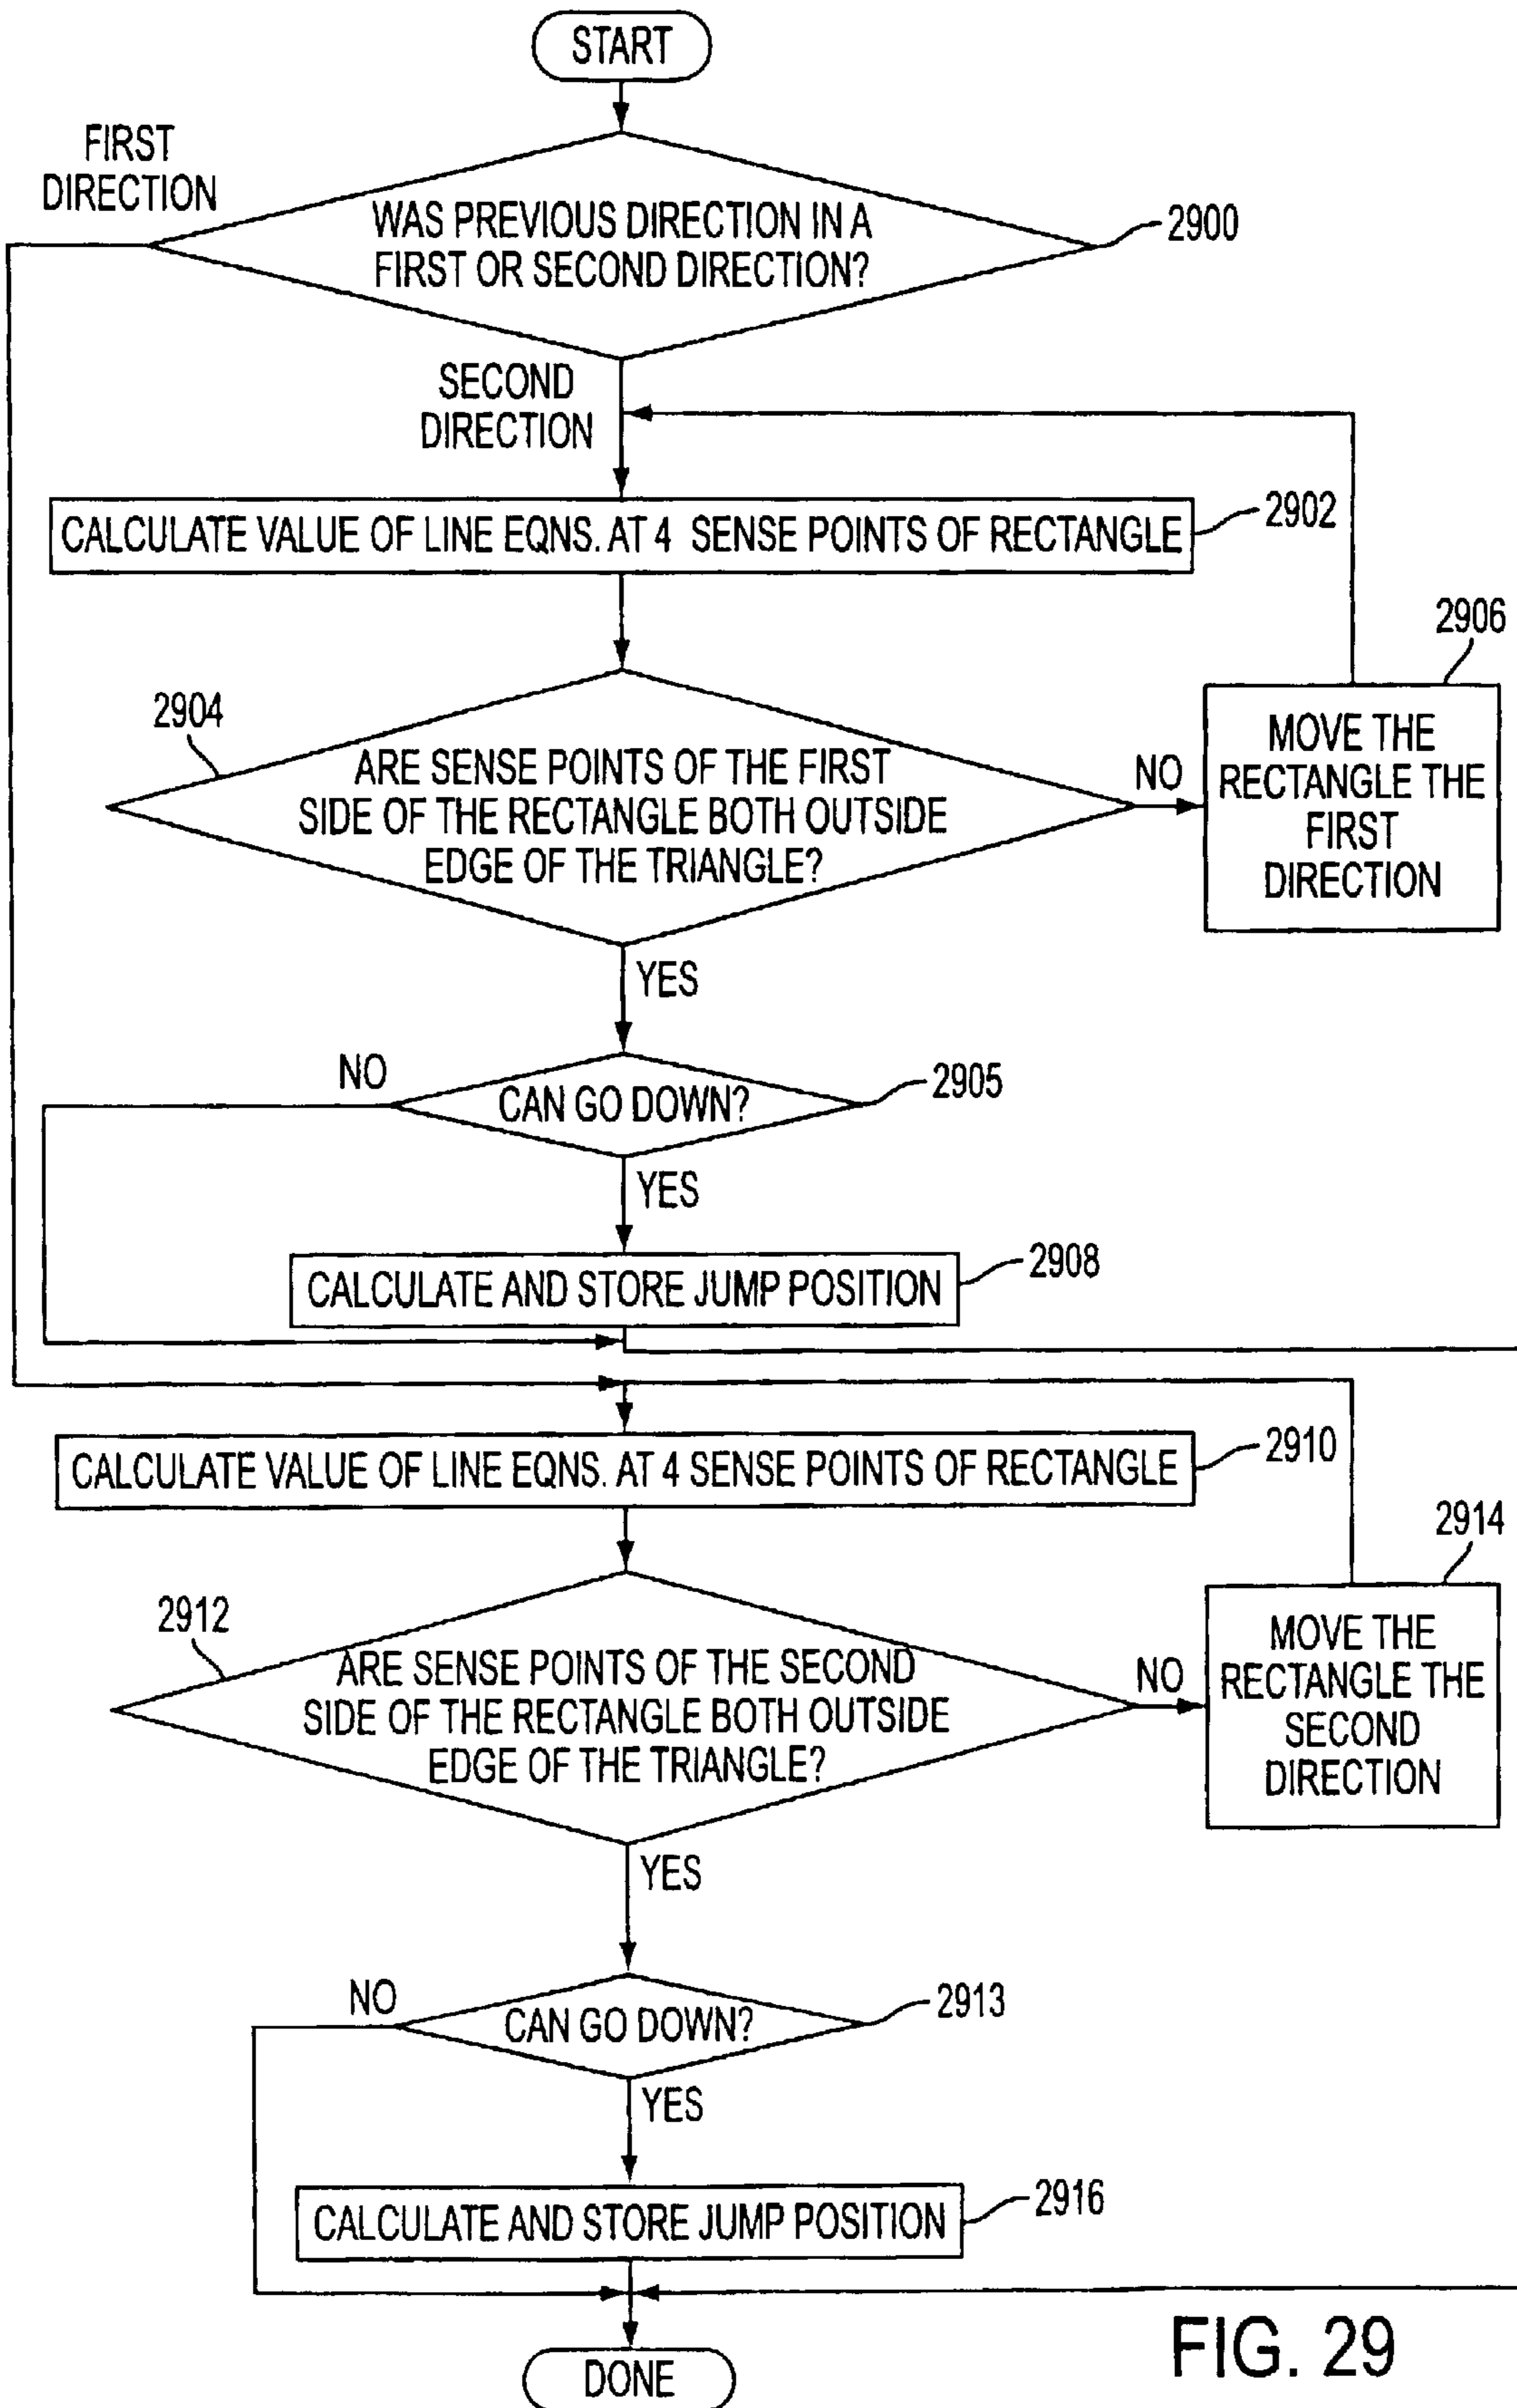 START
FIRST
DIRECTION
WAS PREVIOUS DIRECTION IN A
FIRST OR SECOND DIRECTION?
2900
SECOND
DIRECTION
CALCULATE VALUE OF LINE EQNS. AT 4 SENSE POINTS OF RECTANGLE
2902
2906
2904
ARE SENSE POINTS OF THE FIRST
SIDE OF THE RECTANGLE BOTH OUTSIDE
EDGE OF THE TRIANGLE?
NO
MOVE THE
RECTANGLE THE
FIRST
DIRECTION
YES
NO
CAN GO DOWN?
2905
YES
CALCULATE AND STORE JUMP POSITION
2908
CALCULATE VALUE OF LINE EQNS. AT 4 SENSE POINTS OF RECTANGLE
2910
2914
2912
ARE SENSE POINTS OF THE SECOND
SIDE OF THE RECTANGLE BOTH OUTSIDE
EDGE OF THE TRIANGLE?
NO
MOVE THE
RECTANGLE THE
SECOND
DIRECTION
YES
NO
CAN GO DOWN?
2913
YES
CALCULATE AND STORE JUMP POSITION
2916
DONE
FIG. 29